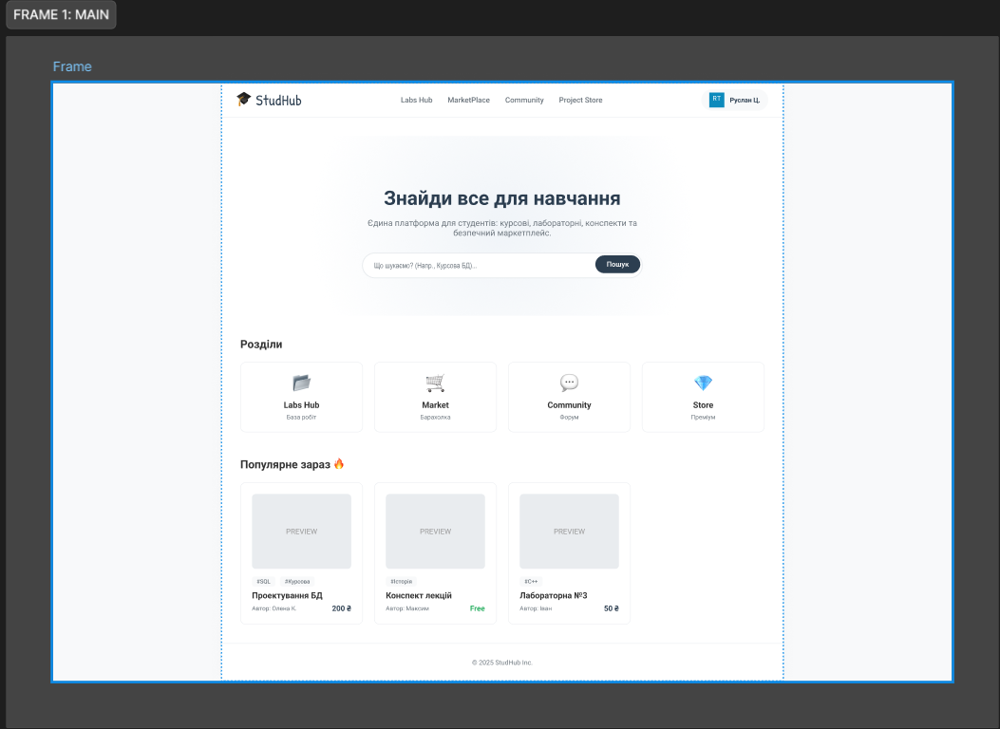 FRAME 1: MAIN
Frame
StudHub
Labs Hub
MarketPlace
Community
Project Store
RT
Руслан Ц.
Знайди все для навчання
Єдина платформа для студентів: курсові, лабораторні, конспекти та
безпечний маркетплейс.
Що шукаємо? (Напр., Курсова БД)...
Пошук
Розділи
Labs Hub
База робіт
Market
Барахолка
Community
Форум
Store
Преміум
Популярне зараз 🔥
PREVIEW
#SQL
#Курсова
Проектування БД
Автор: Олена К.
200 ₴
PREVIEW
#Історія
Конспект лекцій
Автор: Максим
Free
PREVIEW
#C++
Лабораторна №3
Автор: Іван
50 ₴
© 2025 StudHub Inc.